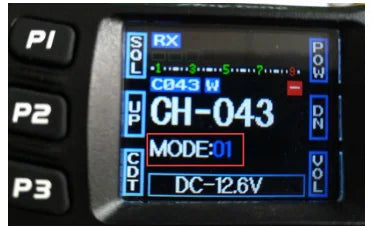 P1
P2
P3
SQL
UP
CDT
RX
1 3 5 7 9
C043 W
CH-043
MODE:01
DC-12.6V
POW
DN
VOL